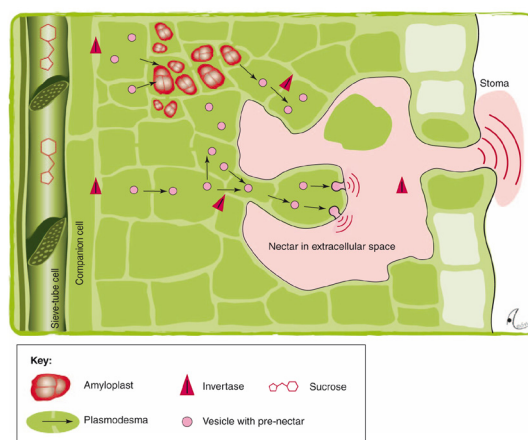 Stoma
Nectar in extracellular space
Sieve-tube cell
Companion cell
Key:
Amyloplast
Invertase
Sucrose
Plasmodesma
Vesicle with pre-nectar